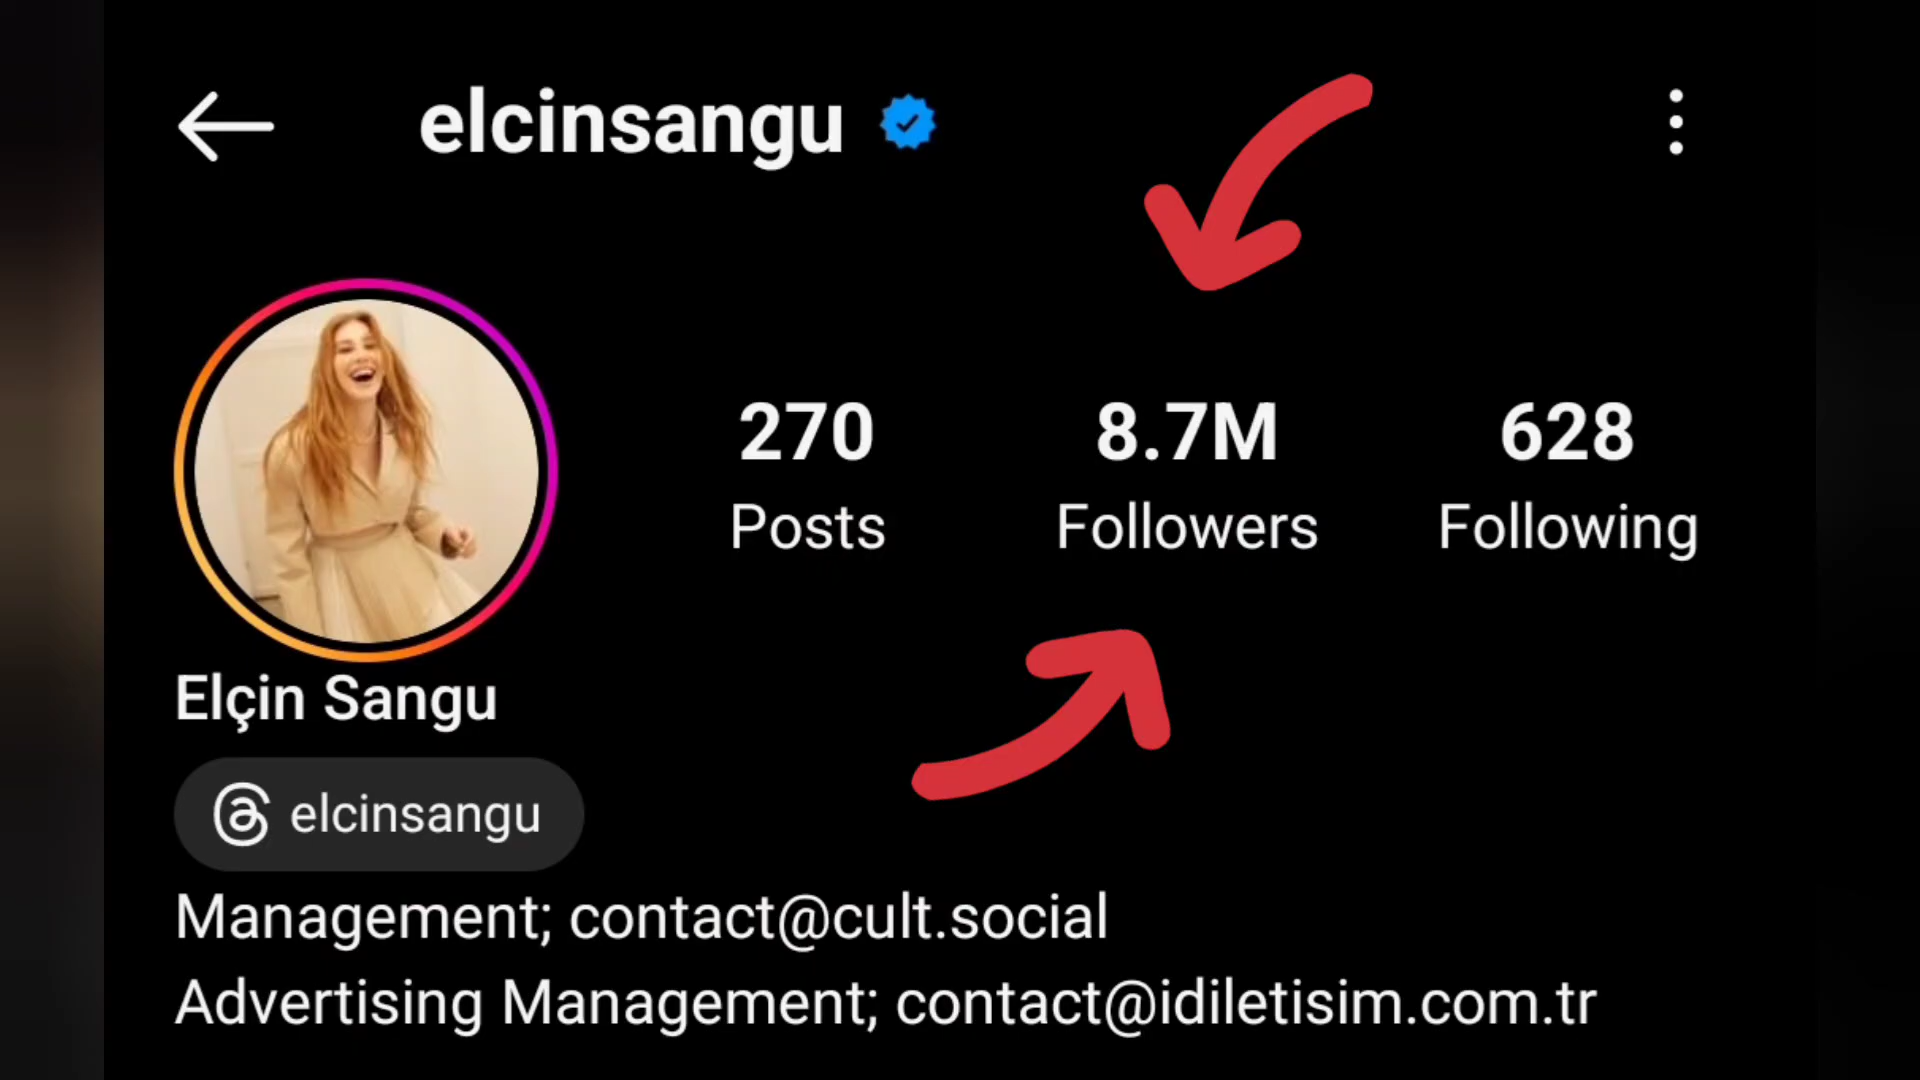 elcinsangu
270 8.7M 628
Posts Followers Following
Elçin Sangu
elcinsangu
Management; contact@cult.social
Advertising Management; contact@idiletisim.com.tr